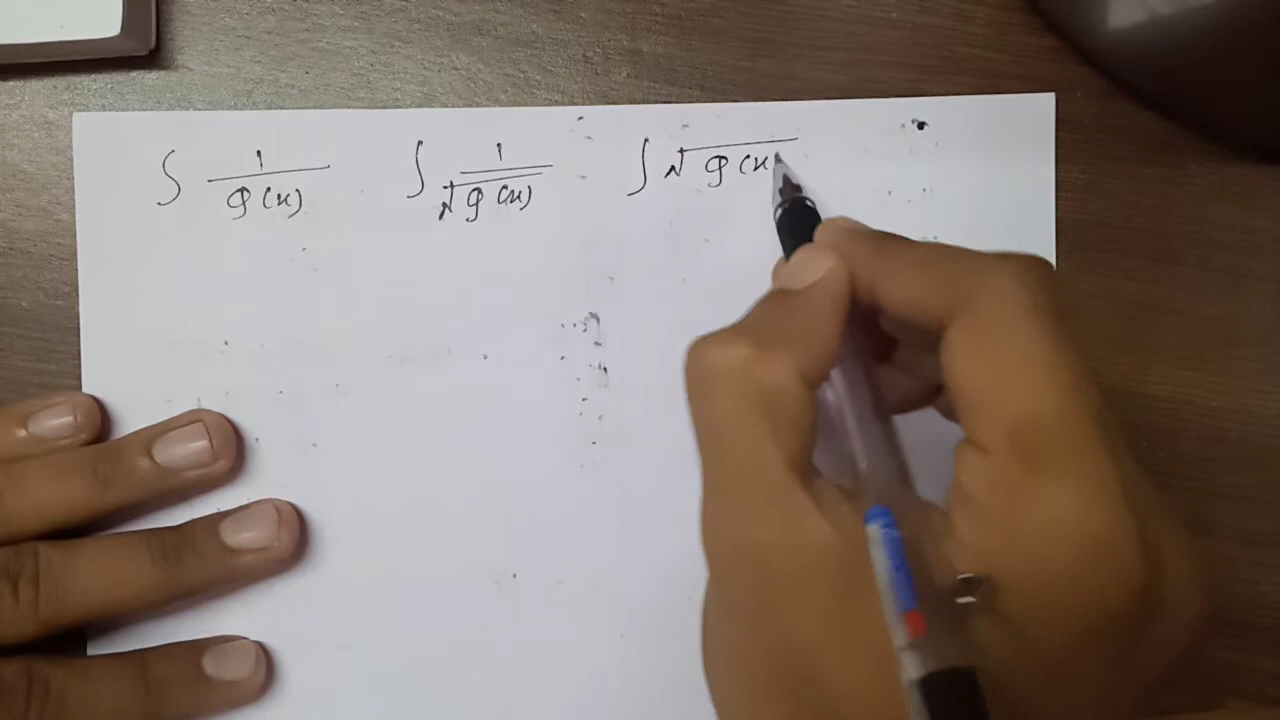 ∫ 1/φ(x) ∫ 1/√φ(x) ∫ √φ(x